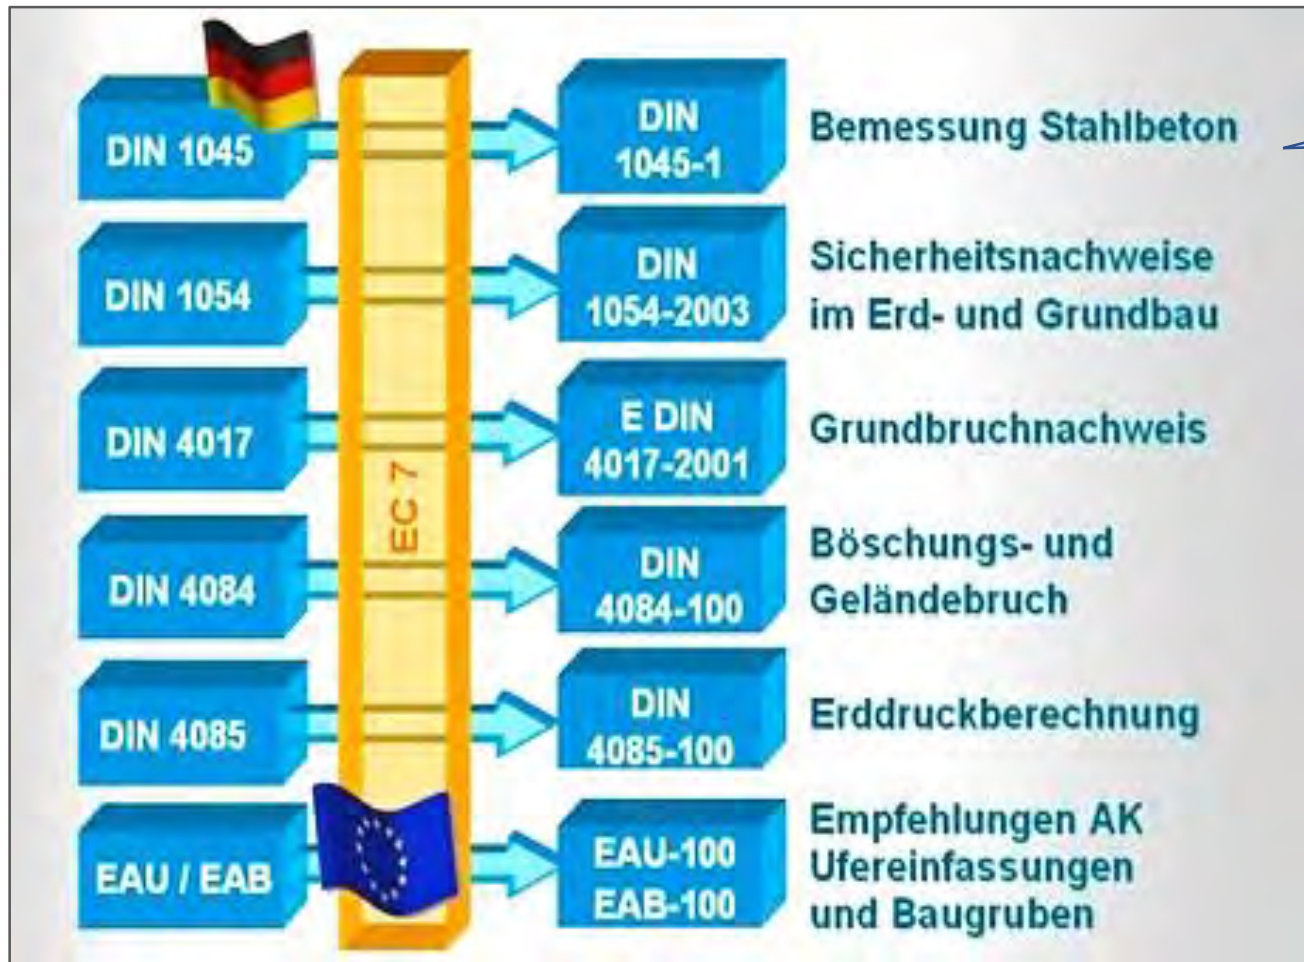 DIN 1045
DIN
1045-1
Bemessung Stahlbeton
DIN 1054
DIN
1054-2003
Sicherheitsnachweise
im Erd- und Grundbau
DIN 4017
E DIN
4017-2001
Grundbruchnachweis
EC 7
DIN 4084
DIN
4084-100
Böschungs- und
Geländebruch
DIN 4085
DIN
4085-100
Erddruckberechnung
EAU / EAB
EAU-100
EAB-100
Empfehlungen AK
Ufereinfassungen
und Baugruben